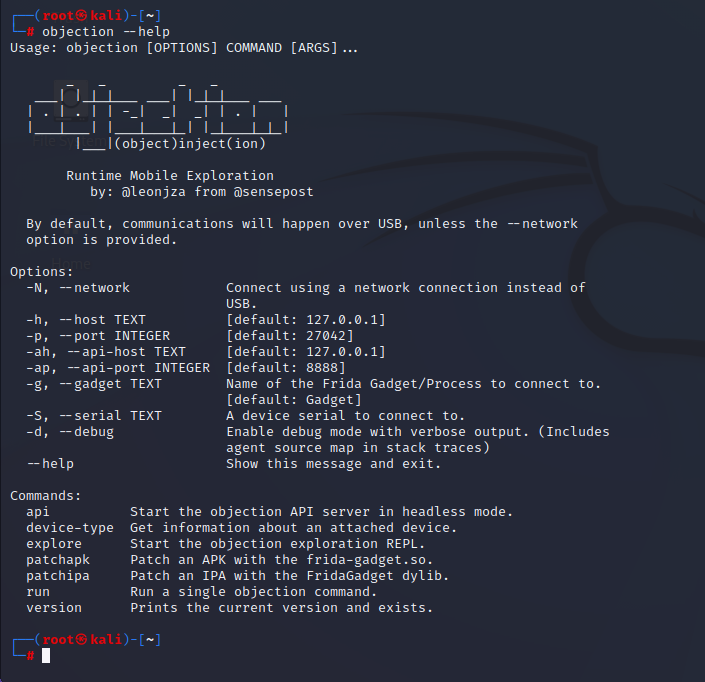 ┌──(root㉿kali)-[~]
└─# objection --help
Usage: objection [OPTIONS] COMMAND [ARGS]...
|___|(object)inject(ion)
Runtime Mobile Exploration
by: @leonjza from @sensepost
By default, communications will happen over USB, unless the --network
option is provided.
Options:
-N, --network Connect using a network connection instead of
USB.
-h, --host TEXT [default: 127.0.0.1]
-p, --port INTEGER [default: 27042]
-ah, --api-host TEXT [default: 127.0.0.1]
-ap, --api-port INTEGER [default: 8888]
-g, --gadget TEXT Name of the Frida Gadget/Process to connect to.
[default: Gadget]
-S, --serial TEXT A device serial to connect to.
-d, --debug Enable debug mode with verbose output. (Includes
agent source map in stack traces)
--help Show this message and exit.
Commands:
api Start the objection API server in headless mode.
device-type Get information about an attached device.
explore Start the objection exploration REPL.
patchapk Patch an APK with the frida-gadget.so.
patchipa Patch an IPA with the FridaGadget dylib.
run Run a single objection command.
version Prints the current version and exists.
┌──(root㉿kali)-[~]
└─#